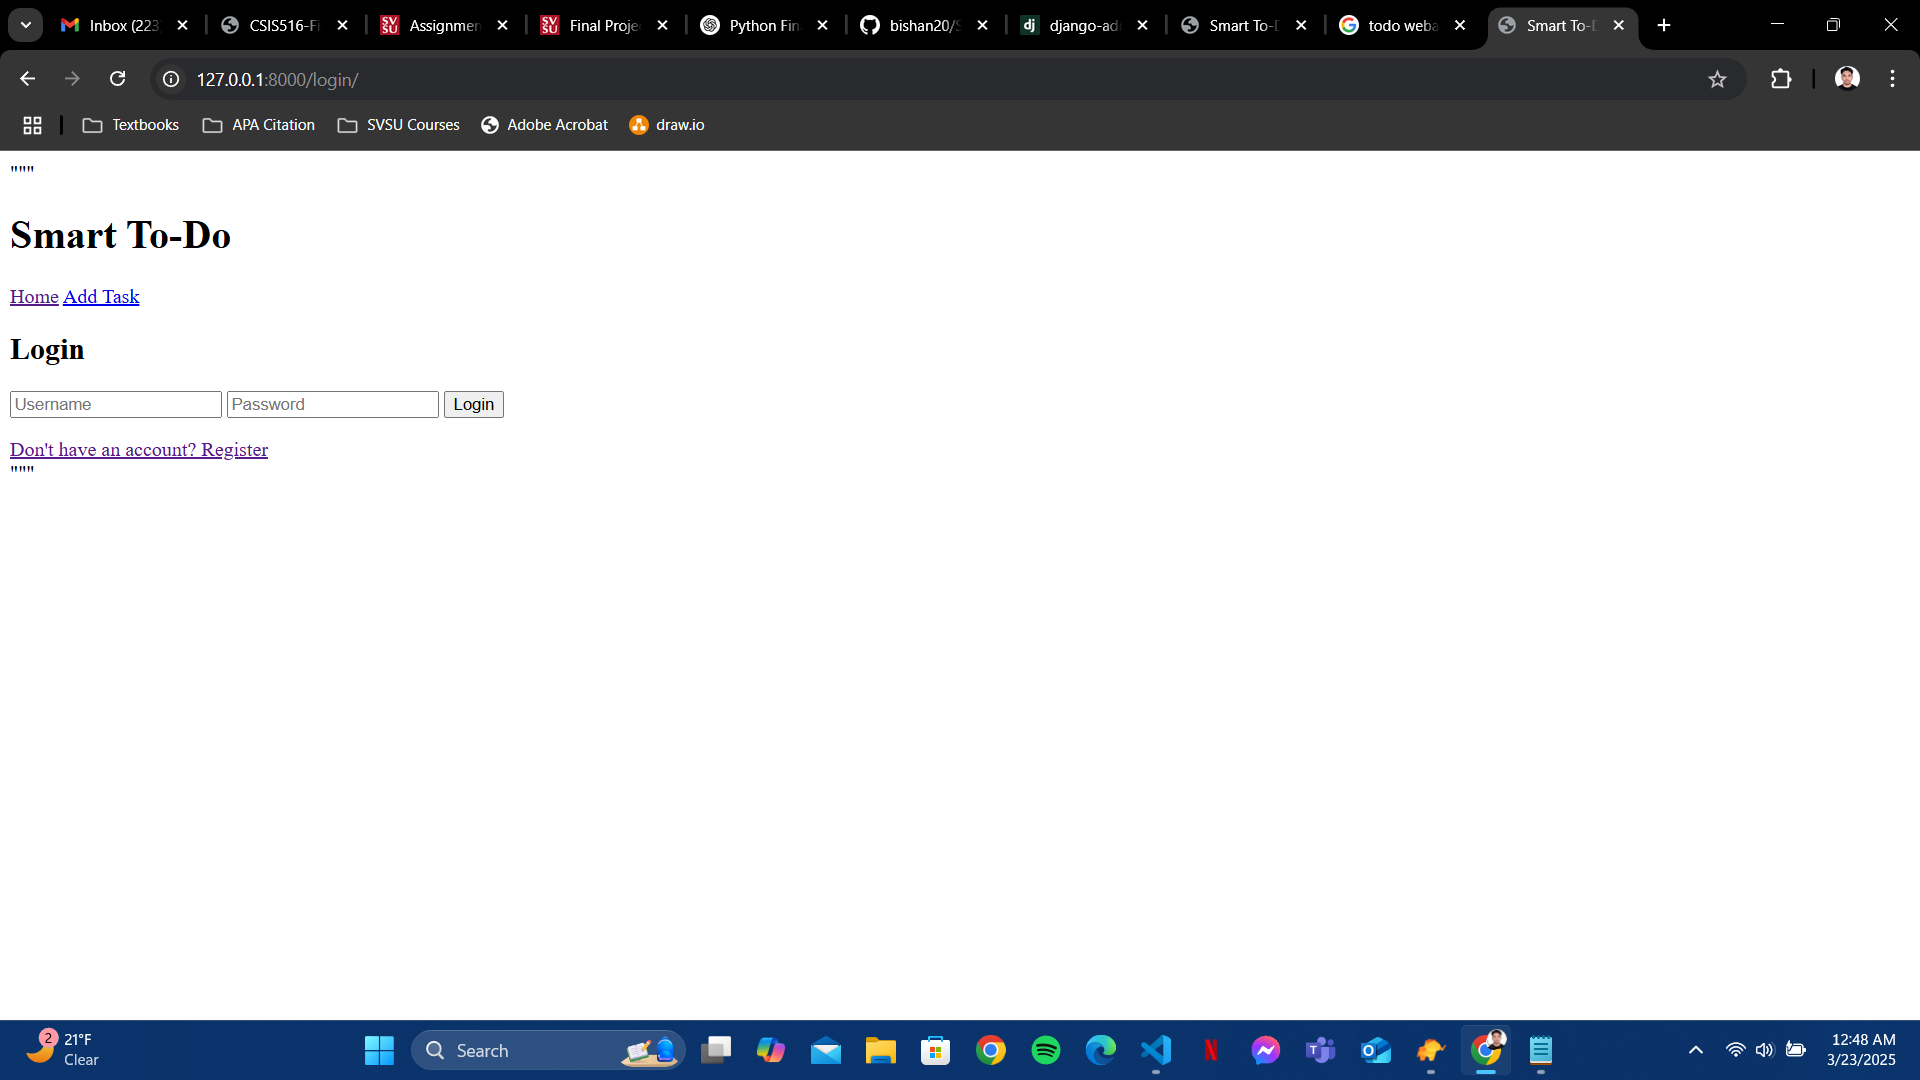 Inbox (223
CSIS516-Fi
Assignmen
Final Proje
Python Fin
bishan20/S
django-ad
Smart To-D
todo weba
Smart To-D
127.0.0.1:8000/login/
Textbooks
APA Citation
SVSU Courses
Adobe Acrobat
draw.io
"""
Smart To-Do
Home Add Task
Login
Username Password Login
Don't have an account? Register
"""
2
21°F
Clear
Search
12:48 AM
3/23/2025